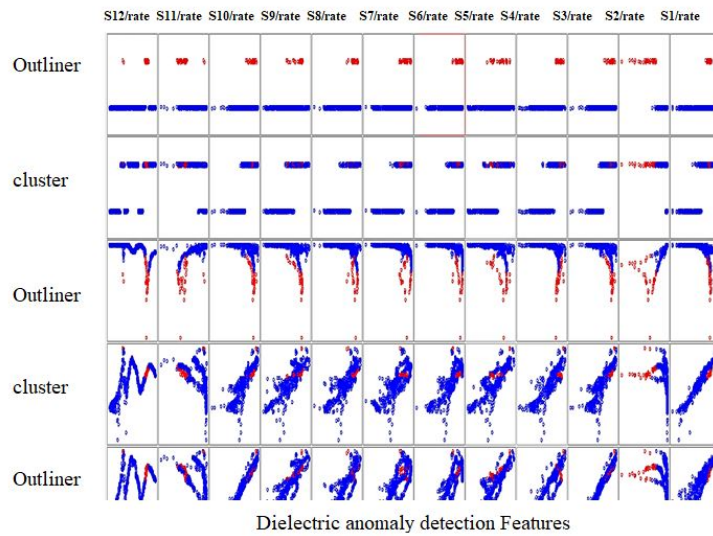 S12/rate S11/rate S10/rate S9/rate S8/rate S7/rate S6/rate S5/rate S4/rate S3/rate S2/rate S1/rate
Outliner
cluster
Outliner
cluster
Outliner
Dielectric anomaly detection Features